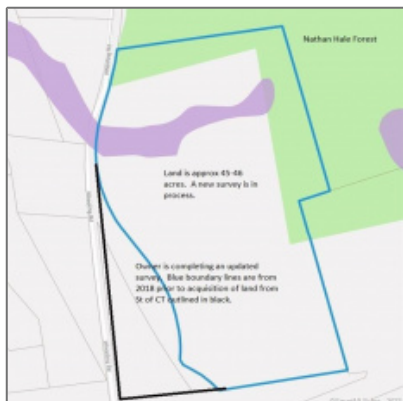 Nathan Hale Forest
Land is approx 45-46
acres. A new survey is in
process.
Owner is completing an updated
survey. Blue boundary lines are from
2018 prior to acquisition of land from
St of CT outlined in black.